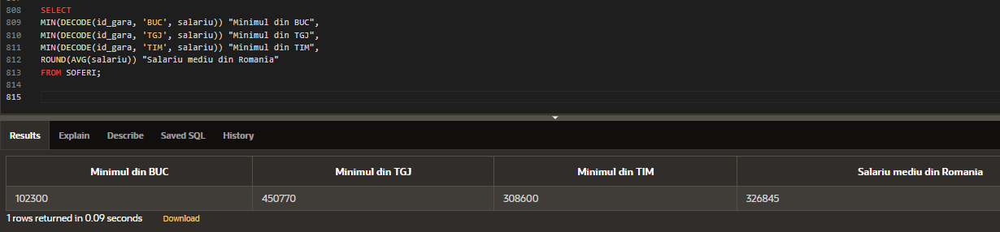 808 SELECT
809 MIN(DECODE(id_gara, 'BUC', salariu)) "Minimul din BUC",
810 MIN(DECODE(id_gara, 'TGJ', salariu)) "Minimul din TGJ",
811 MIN(DECODE(id_gara, 'TIM', salariu)) "Minimul din TIM",
812 ROUND(AVG(salariu)) "Salariu mediu din Romania"
813 FROM SOFERI;
814
815
Results Explain Describe Saved SQL History
Minimul din BUC Minimul din TGJ Minimul din TIM Salariu mediu din Romania
102300 450770 308600 326845
1 rows returned in 0.09 seconds Download